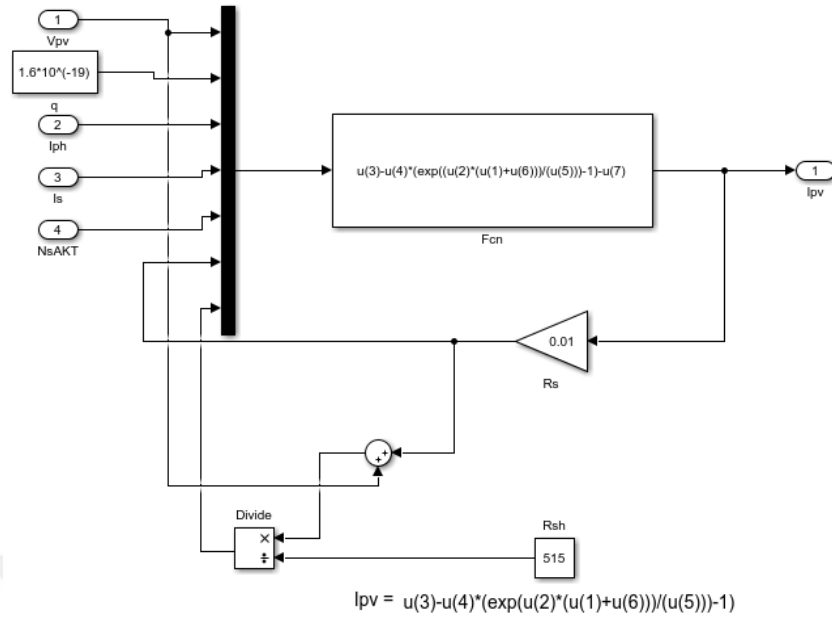 1
Vpv
1.6*10^(-19)
q
2
Iph
3
Is
4
NsAKT
u(3)-u(4)*(exp((u(2)*(u(1)+u(6)))/(u(5)))-1)-u(7)
Fcn
1
Ipv
0.01
Rs
+
+
Divide
×
÷
Rsh
515
Ipv = u(3)-u(4)*(exp(u(2)*(u(1)+u(6)))/(u(5)))-1)